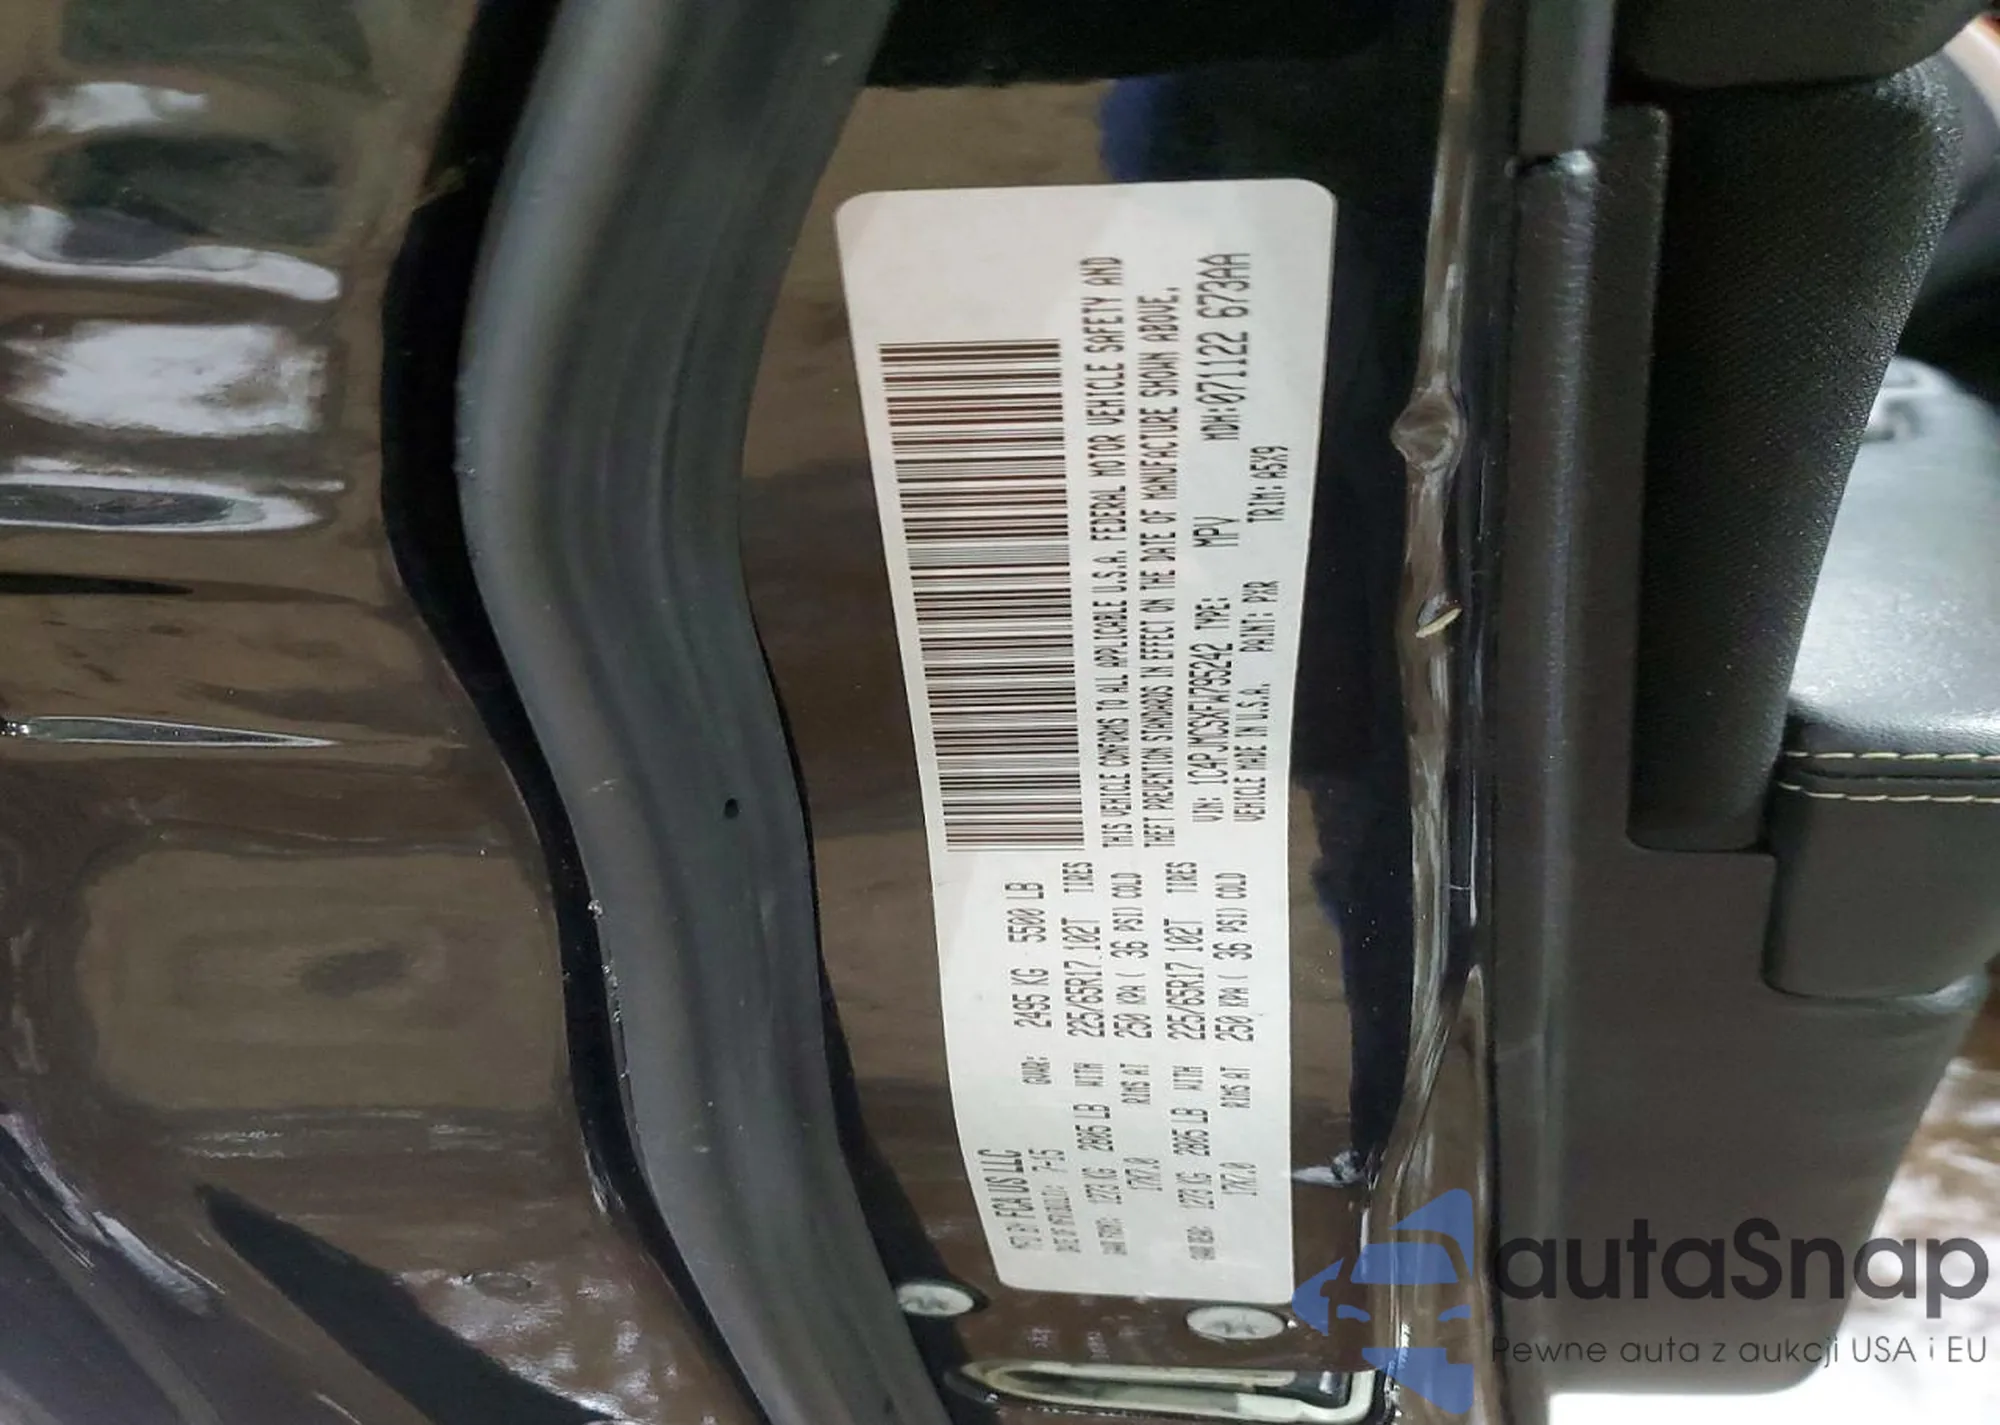 MFD BY FCA US LLC
DATE OF MFR/BUILD: 7-15
GVWR: 2495 KG 5500 LB
GAWR FRONT: 1273 KG 2805 LB WITH 225/65R17 102T TIRES
17X7.0 RIMS AT 250 KPA ( 36 PSI) COLD
GAWR REAR: 1273 KG 2805 LB WITH 225/65R17 102T TIRES
17X7.0 RIMS AT 250 KPA ( 36 PSI) COLD
THIS VEHICLE CONFORMS TO ALL APPLICABLE U.S.A. FEDERAL MOTOR VEHICLE SAFETY AND
THEFT PREVENTION STANDARDS IN EFFECT ON THE DATE OF MANUFACTURE SHOWN ABOVE.
VIN: 1C4PJMCSXFW795242 TYPE: MPV MDH:071122 673AA
VEHICLE MADE IN U.S.A. PAINT: PXR TRIM: A5X9
autaSnap
Pewne auta z aukcji USA i EU